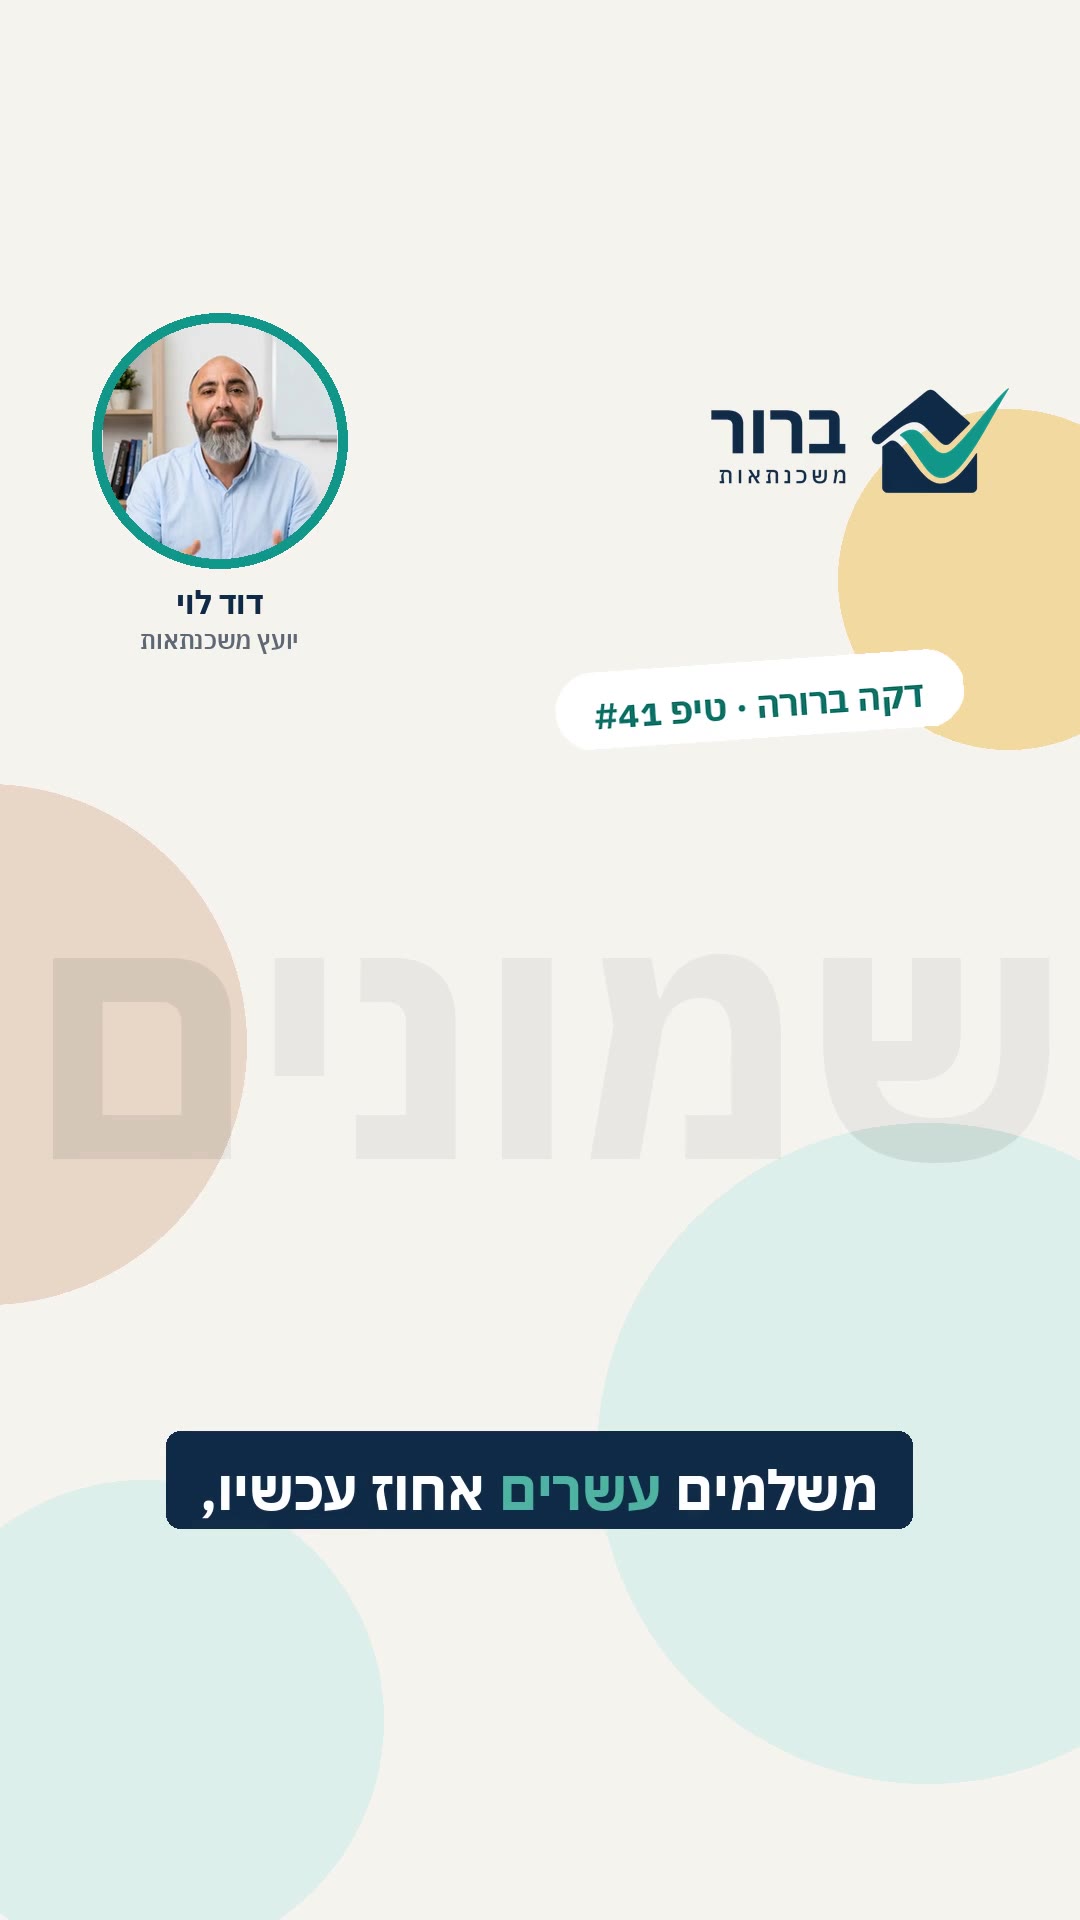 ברור
משכנתאות
דוד לוי
יועץ משכנתאות
דקה ברורה · טיפ #41
שמונים
משלמים עשרים אחוז עכשיו,